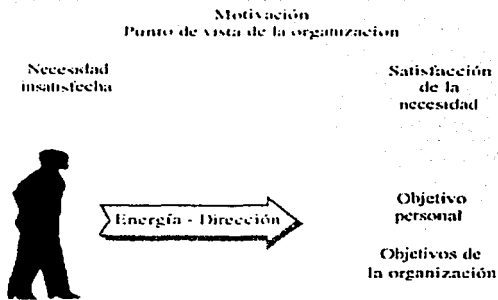 Motivación
Punto de vista de la organizacion
Necesidad
insatisfecha
Satisfacción
de la
necesidad
Energía - Dirección
Objetivo
personal
Objetivos de
la organización